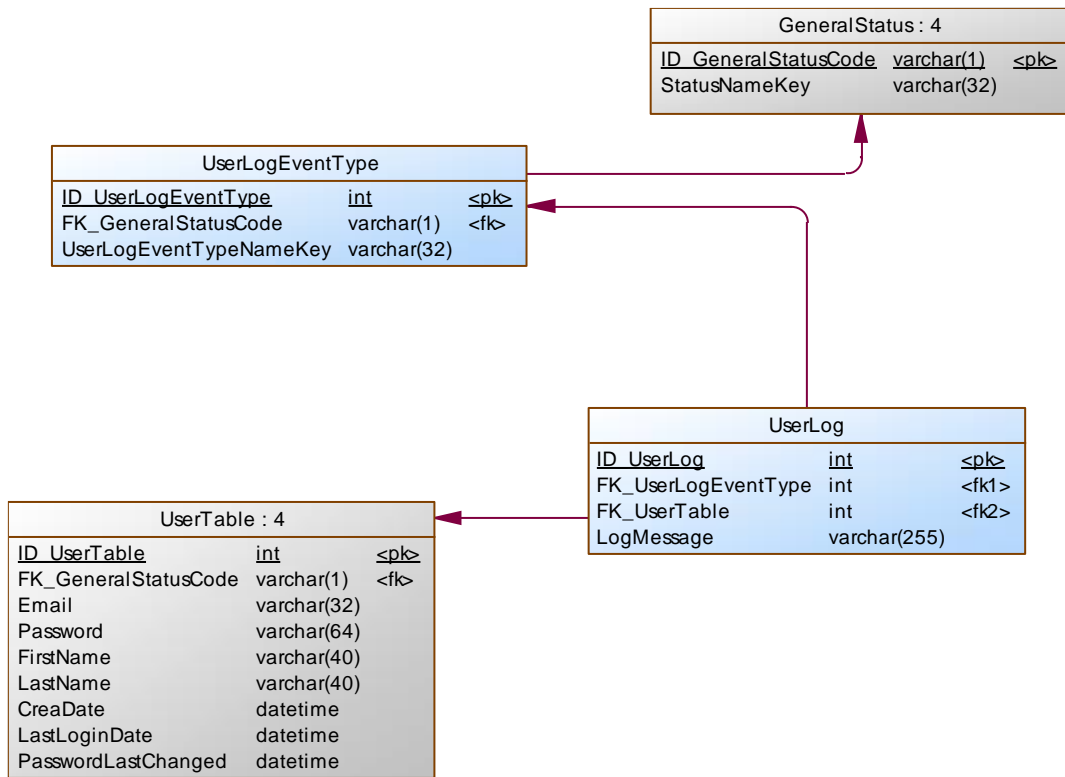 GeneralStatus : 4
ID_GeneralStatusCode varchar(1) <pk>
StatusNameKey varchar(32)
UserLogEventType
ID_UserLogEventType int <pk>
FK_GeneralStatusCode varchar(1) <fk>
UserLogEventTypeNameKey varchar(32)
UserLog
ID_UserLog int <pk>
FK_UserLogEventType int <fk1>
FK_UserTable int <fk2>
LogMessage varchar(255)
UserTable : 4
ID_UserTable int <pk>
FK_GeneralStatusCode varchar(1) <fk>
Email varchar(32)
Password varchar(64)
FirstName varchar(40)
LastName varchar(40)
CreaDate datetime
LastLoginDate datetime
PasswordLastChanged datetime